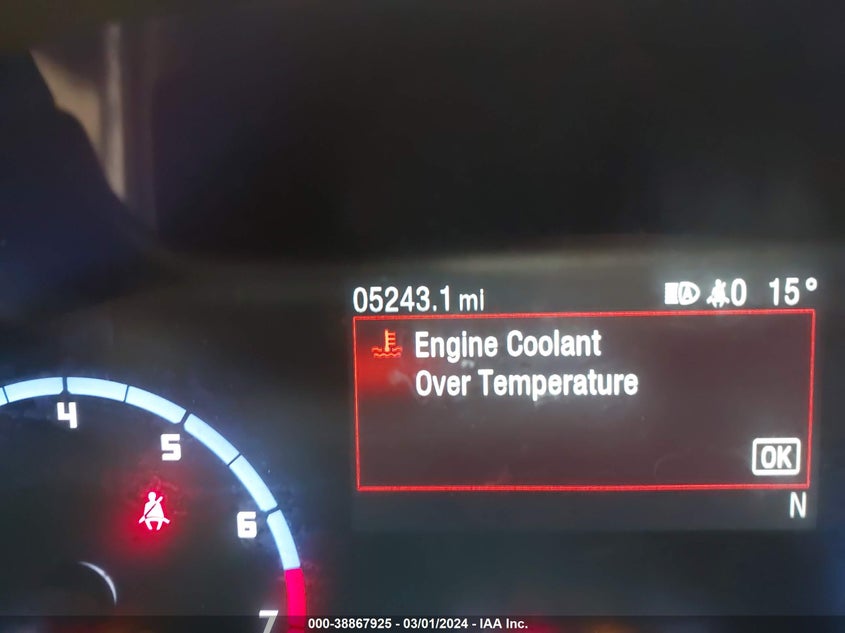 05243.1 mi 0 15°
Engine Coolant
Over Temperature
OK
N
4
5
6
7
000-38867925 - 03/01/2024 - IAA Inc.